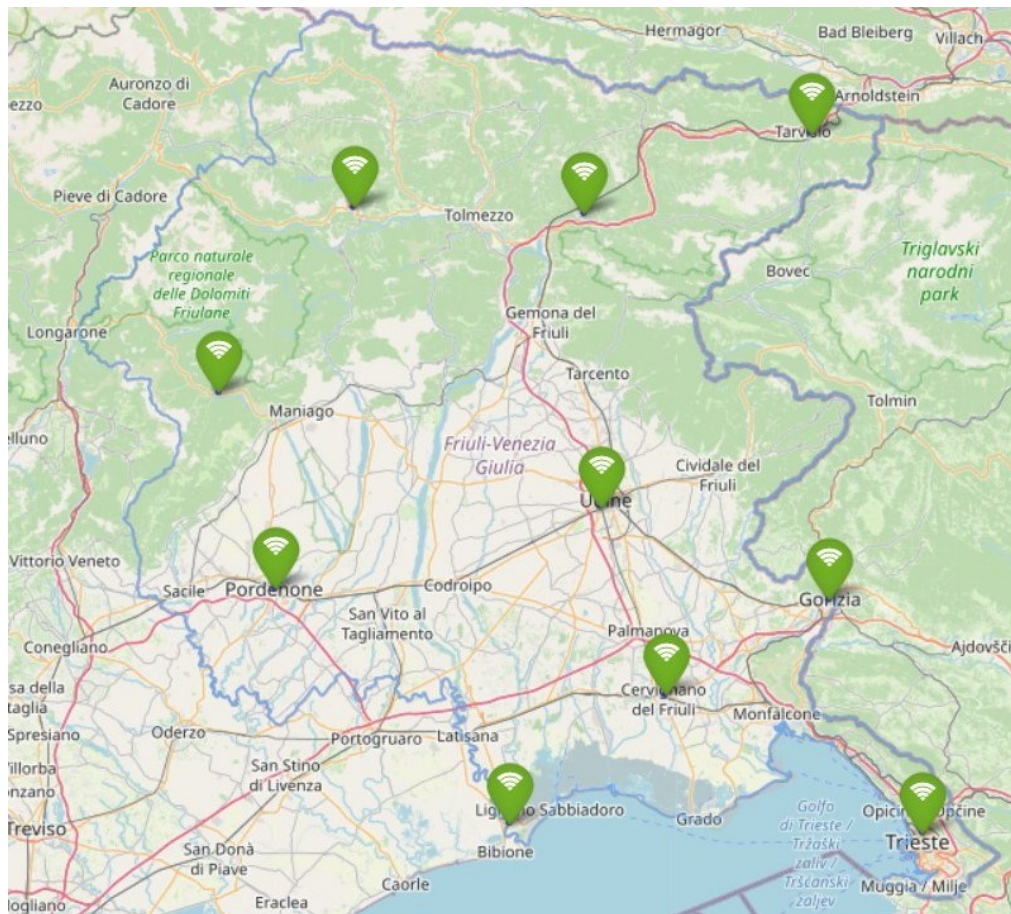 Hermagor
Bad Bleiberg
Villach
Auronzo di
Cadore
Arnoldstein
Pieve di Cadore
Tolmezzo
Parco naturale
regionale
delle Dolomiti
Friulane
Bovec
Triglavski
narodni
park
Longarone
Gemona del
Friuli
Tarcento
Maniago
Tolmin
Friuli-Venezia
Giulia
Cividale del
Friuli
Vittorio Veneto
Sacile
Pordenone
Codroipo
San Vito al
Tagliamento
Gorizia
Palmanova
Conegliano
Cervignano
del Friuli
Monfalcone
Spresiano
Oderzo
Portogruaro
Latisana
San Stino
di Livenza
Sabbiadoro
Grado
Golfo
di Trieste /
Tržaški
zaliv /
Tršćanski
zaljev
Trieste
Treviso
San Donà
di Piave
Bibione
Caorle
Eraclea
Muggia / Milje